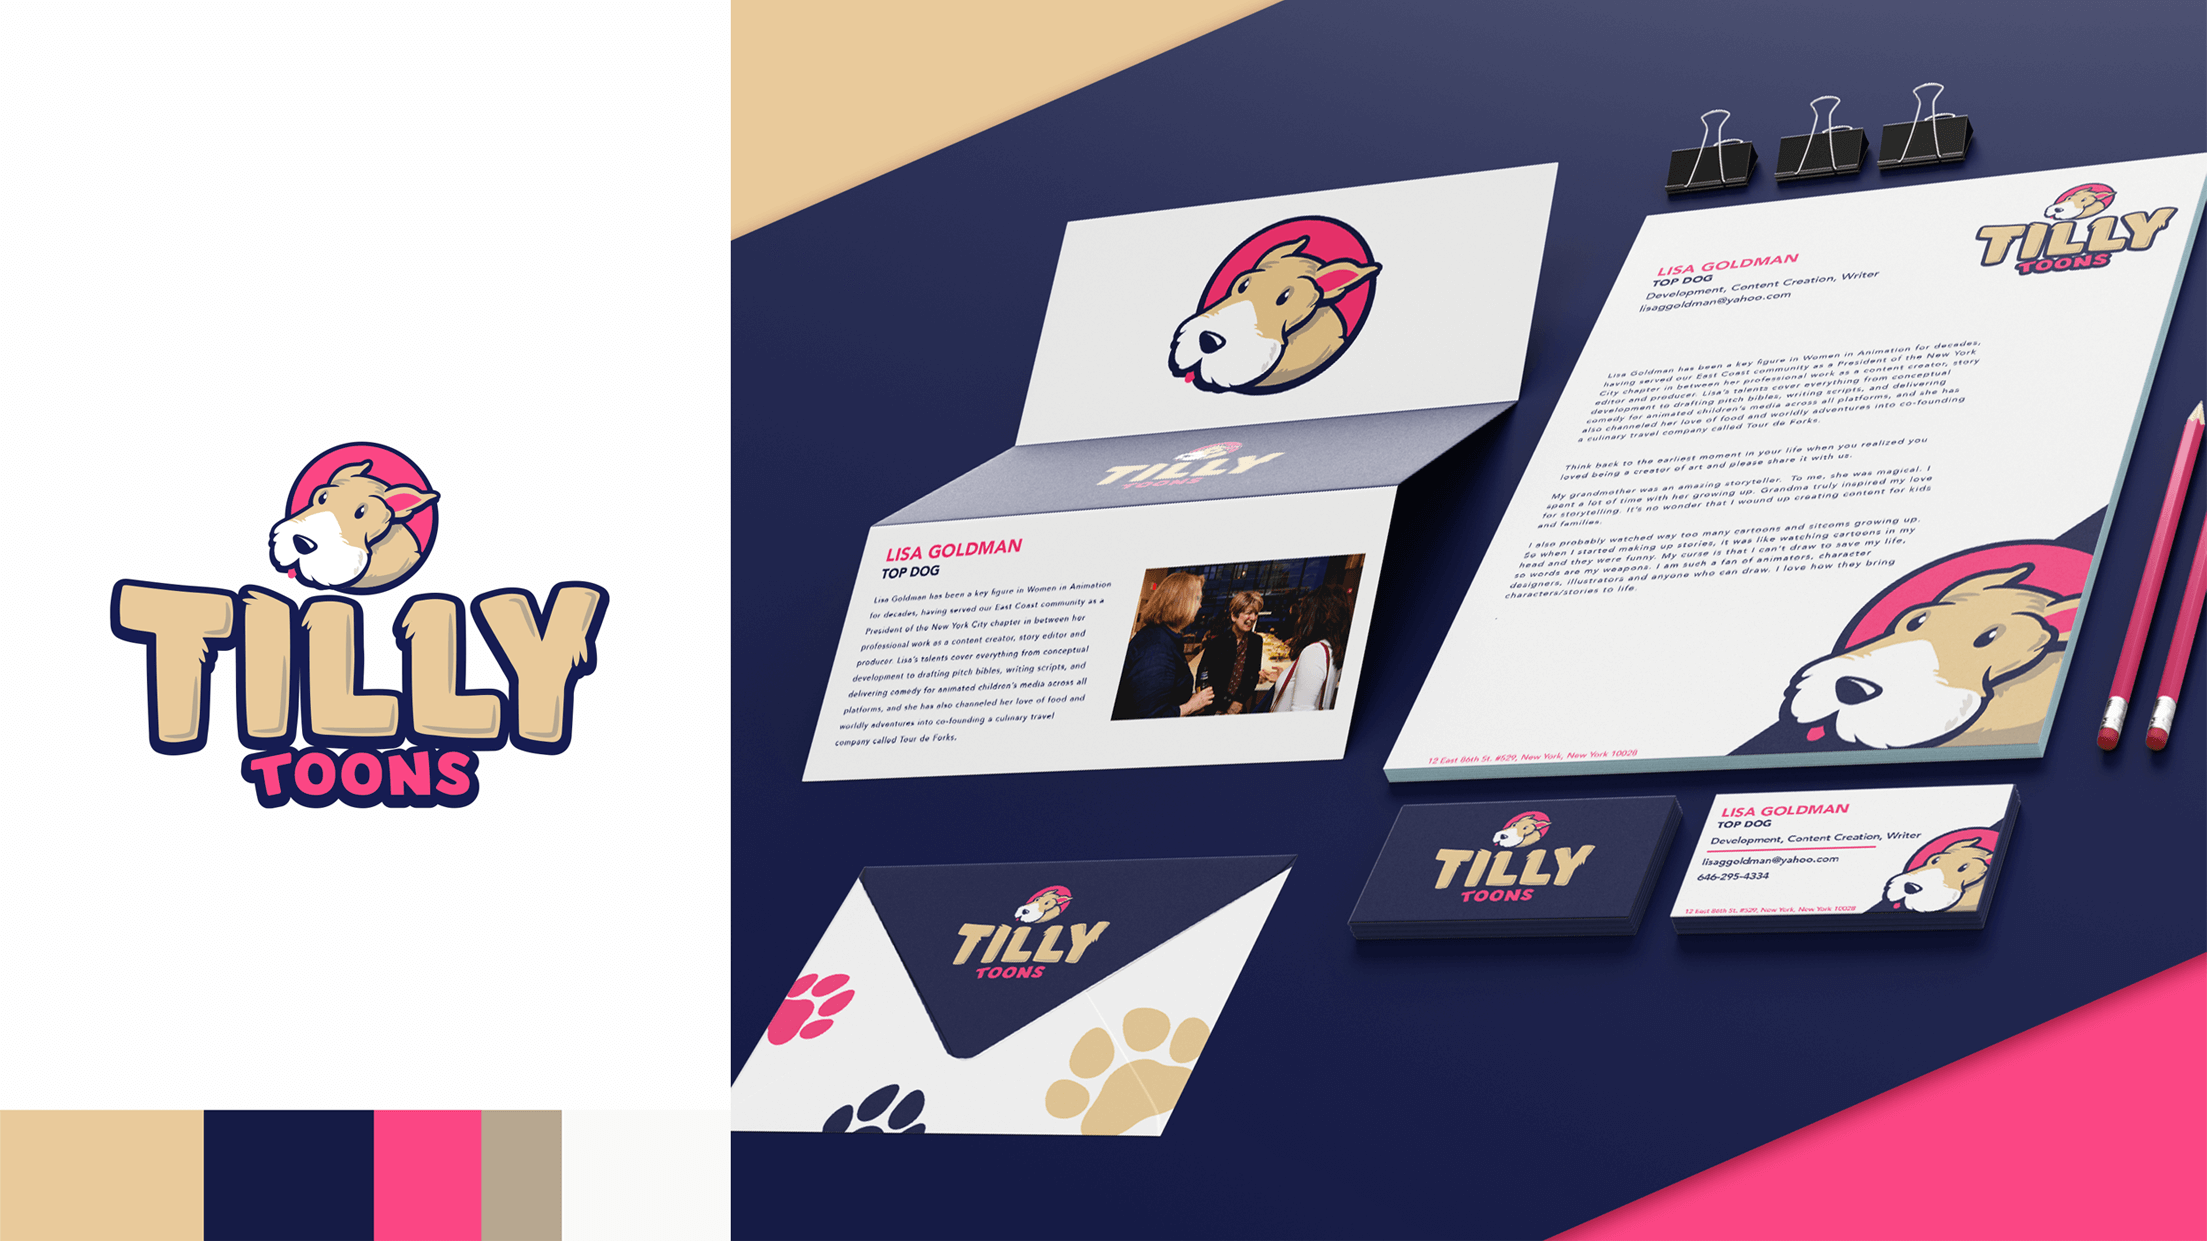 TILLY
TOONS
TILLY
TOONS
LISA GOLDMAN
TOP DOG
Lisa Goldman has been a key figure in Women in Animation
for decades, having served our East Coast community as a
President of the New York City chapter in between her
professional work as a content creator, story editor and
producer. Lisa's talents cover everything from conceptual
development to drafting pitch bibles, writing scripts, and
delivering comedy for animated children's media across all
platforms, and she has also channeled her love of food and
worldly adventures into co-founding a culinary travel
company called Tour de Forks.
TILLY
TOONS
LISA GOLDMAN
TOP DOG
Development, Content Creation, Writer
lisaggoldman@yahoo.com
Lisa Goldman has been a key figure in Women in Animation for decades,
having served our East Coast community as a President of the New York
City chapter in between her professional work as a content creator, story
editor and producer. Lisa's talents cover everything from conceptual
development to drafting pitch bibles, writing scripts, and delivering
comedy for animated children's media across all platforms, and she has
also channeled her love of food and worldly adventures into co-founding
a culinary travel company called Tour de Forks.
Think back to the earliest moment in your life when you realized you
loved being a creator of art and please share it with us.
My grandmother was an amazing storyteller. To me, she was magical. I
spent a lot of time with her growing up. Grandma truly inspired my love
for storytelling. It's no wonder that I wound up creating content for kids
and families.
I also probably watched way too many cartoons and sitcoms growing up.
So when I started making up stories, it was like watching cartoons in my
head and they were funny. My curse is that I can't draw to save my life,
so words are my weapons. I am such a fan of animators, character
designers, illustrators and anyone who can draw. I love how they bring
characters/stories to life.
12 East 86th St. #529, New York, New York 10028
TILLY
TOONS
TILLY
TOONS
LISA GOLDMAN
TOP DOG
Development, Content Creation, Writer
lisaggoldman@yahoo.com
646-295-4334
12 East 86th St. #529, New York, New York 10028